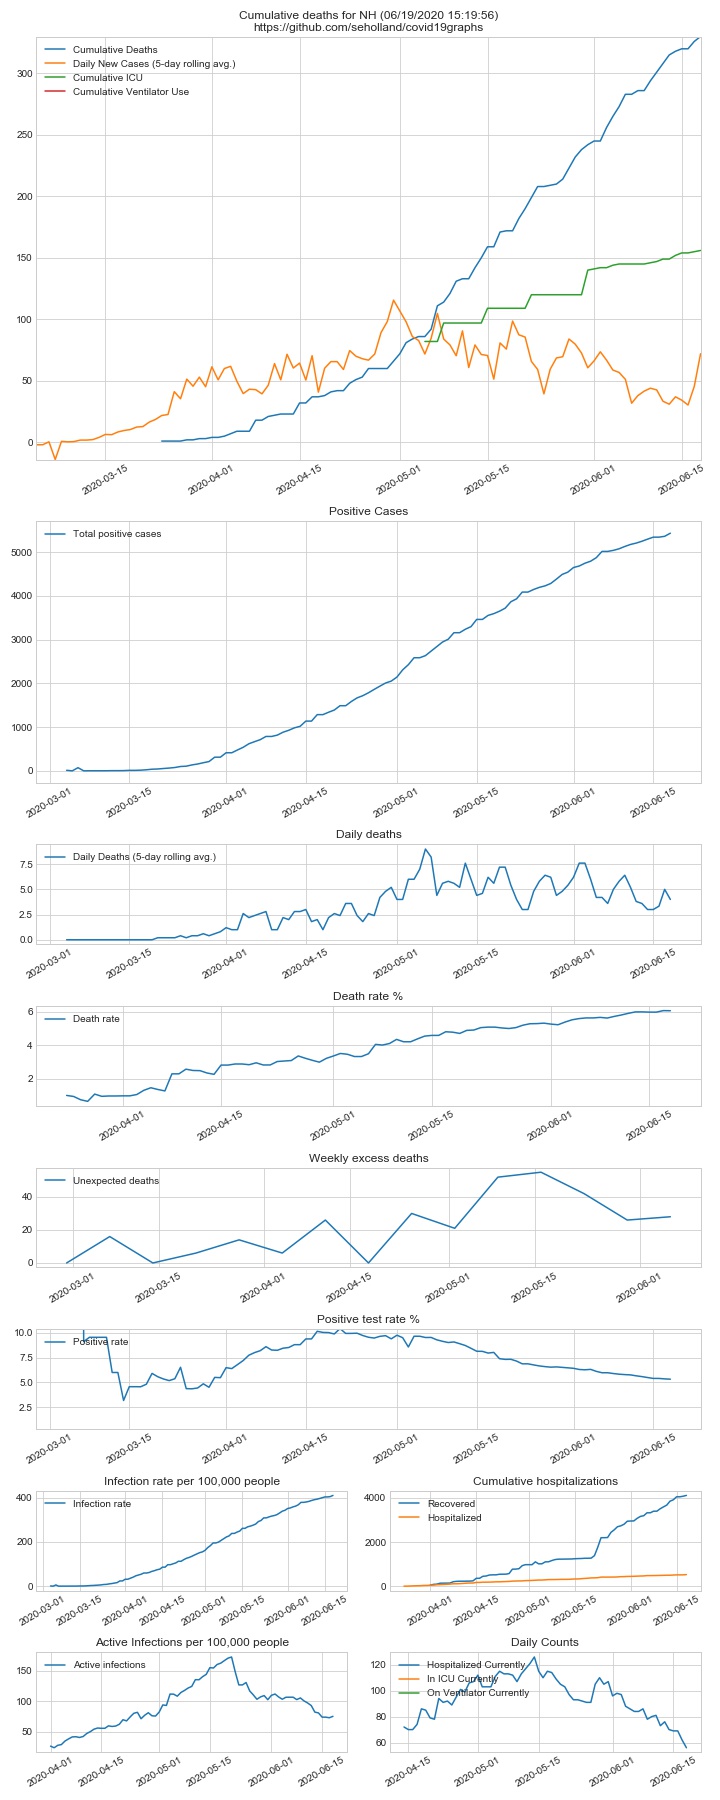 Cumulative deaths for NH (06/19/2020 15:19:56)
https://github.com/seholland/covid19graphs
Cumulative Deaths
Daily New Cases (5-day rolling avg.)
Cumulative ICU
Cumulative Ventilator Use
300
250
200
150
100
50
0
2020-03-15 2020-04-01 2020-04-15 2020-05-01 2020-05-15 2020-06-01 2020-06-15
Positive Cases
Total positive cases
5000
4000
3000
2000
1000
0
2020-03-01 2020-03-15 2020-04-01 2020-04-15 2020-05-01 2020-05-15 2020-06-01 2020-06-15
Daily deaths
Daily Deaths (5-day rolling avg.)
7.5
5.0
2.5
0.0
2020-03-01 2020-03-15 2020-04-01 2020-04-15 2020-05-01 2020-05-15 2020-06-01 2020-06-15
Death rate %
Death rate
6
4
2
2020-04-01 2020-04-15 2020-05-01 2020-05-15 2020-06-01 2020-06-15
Weekly excess deaths
Unexpected deaths
40
20
0
2020-03-01 2020-03-15 2020-04-01 2020-04-15 2020-05-01 2020-05-15 2020-06-01
Positive test rate %
Positive rate
10.0
7.5
5.0
2.5
2020-03-01 2020-03-15 2020-04-01 2020-04-15 2020-05-01 2020-05-15 2020-06-01 2020-06-15
Infection rate per 100,000 people
Infection rate
400
200
0
2020-03-01 2020-03-15 2020-04-01 2020-04-15 2020-05-01 2020-05-15 2020-06-01 2020-06-15
Cumulative hospitalizations
Recovered
Hospitalized
4000
2000
0
2020-04-01 2020-04-15 2020-05-01 2020-05-15 2020-06-01 2020-06-15
Active Infections per 100,000 people
Active infections
150
100
50
2020-04-01 2020-04-15 2020-05-01 2020-05-15 2020-06-01 2020-06-15
Daily Counts
Hospitalized Currently
In ICU Currently
On Ventilator Currently
120
100
80
60
2020-04-15 2020-05-01 2020-05-15 2020-06-01 2020-06-15